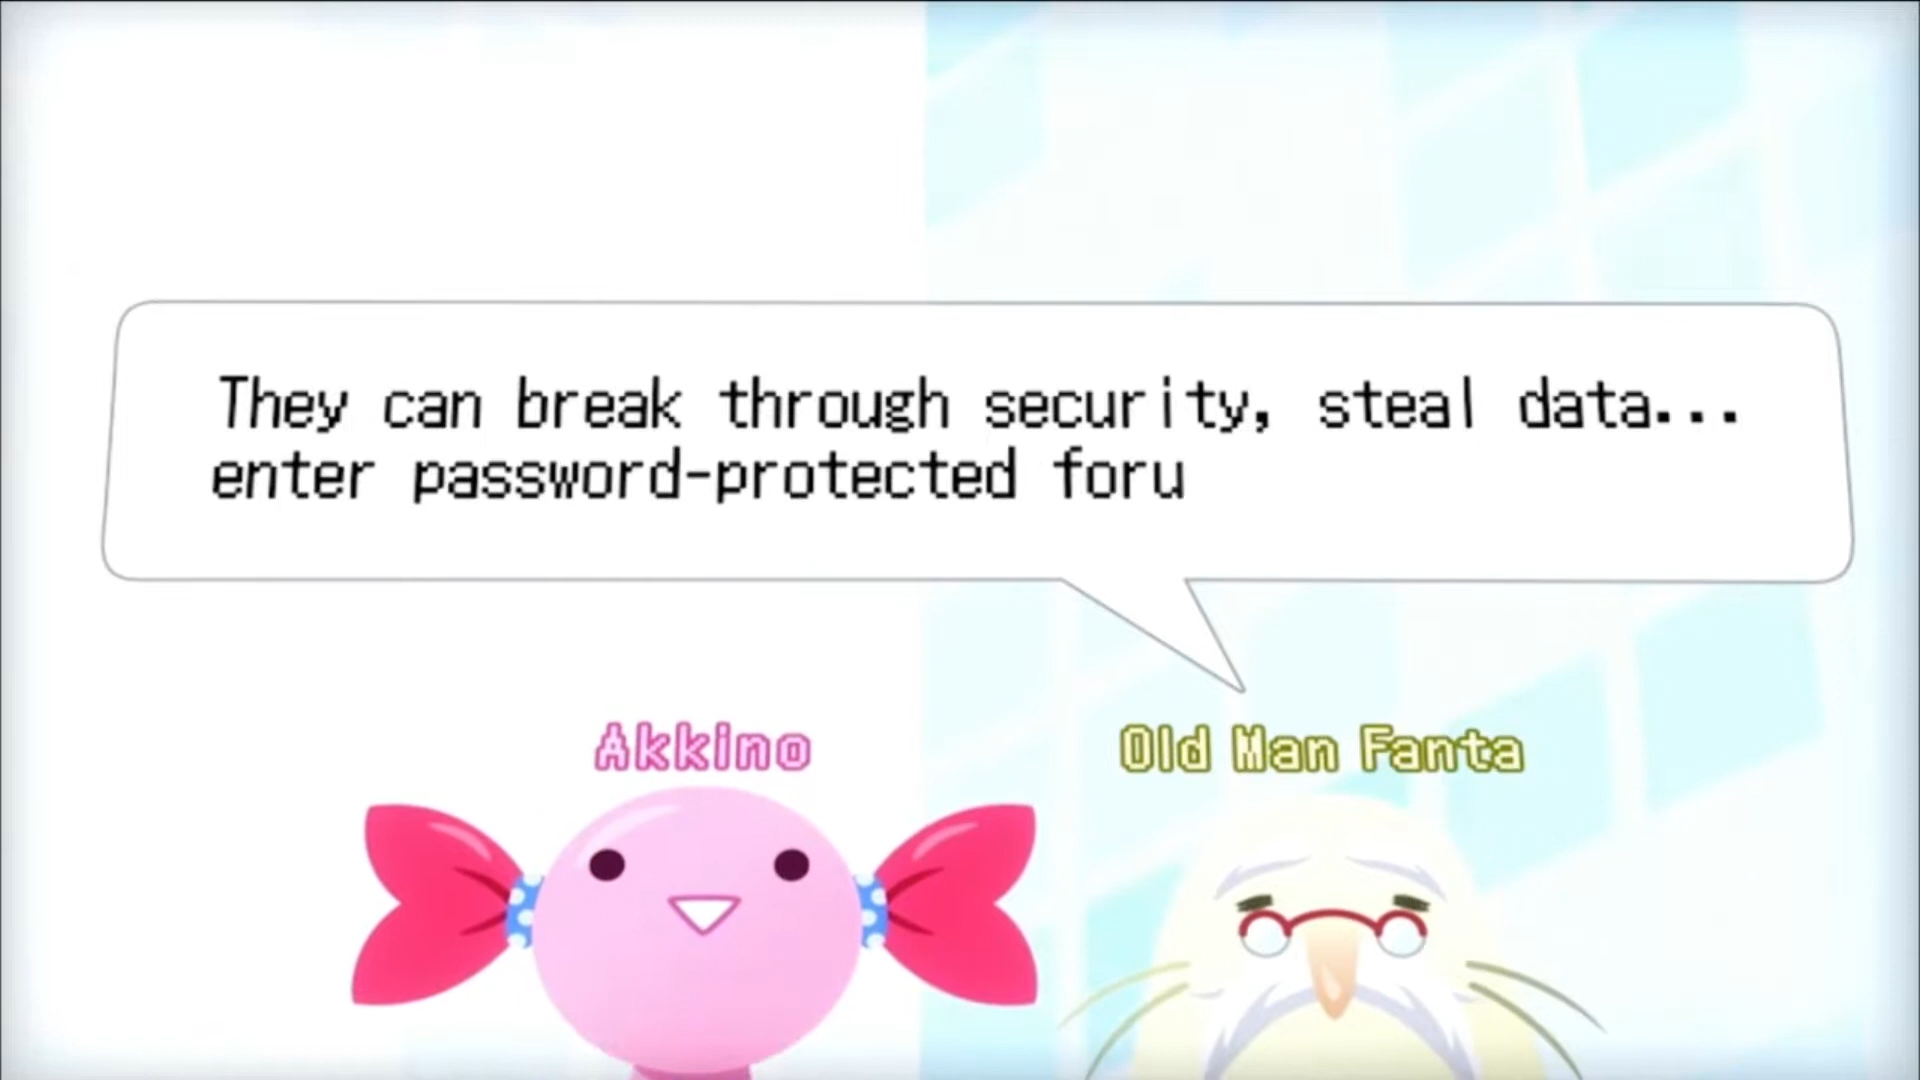 They can break through security, steal data...
enter password-protected foru
Akkino
Old Man Fanta